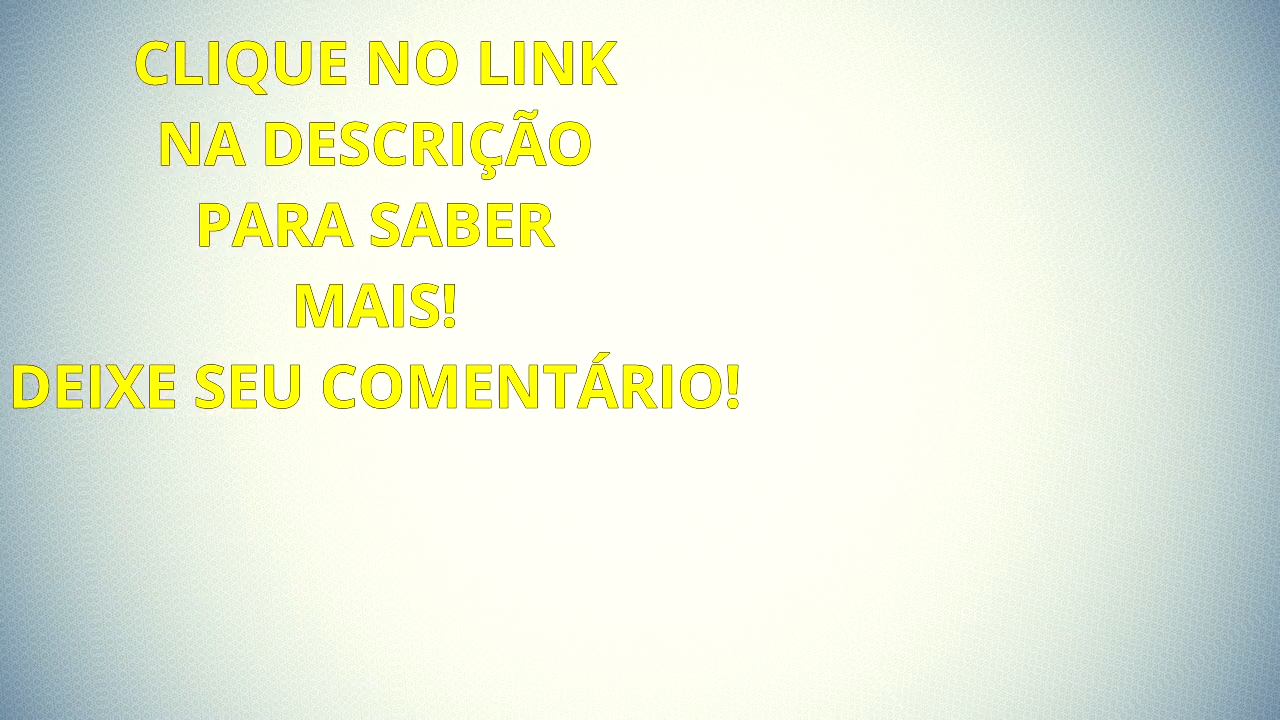 CLIQUE NO LINK
NA DESCRIÇÃO
PARA SABER
MAIS!
DEIXE SEU COMENTÁRIO!